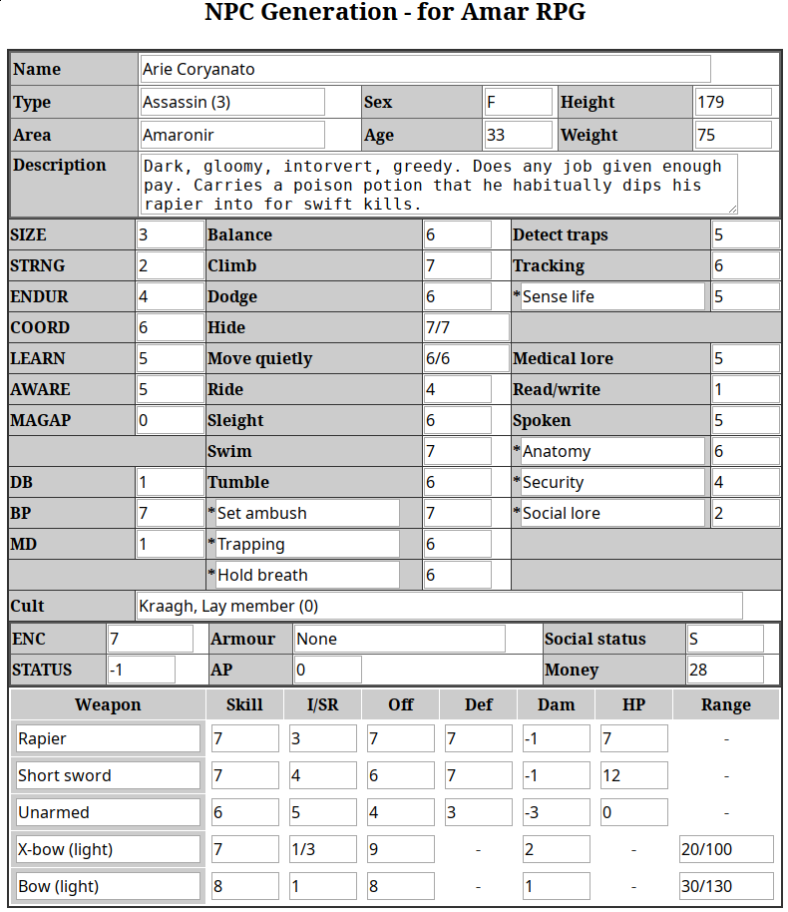 NPC Generation - for Amar RPG
Name Arie Coryanato
Type Assassin (3) Sex F Height 179
Area Amaronir Age 33 Weight 75
Description Dark, gloomy, intorvert, greedy. Does any job given enough
pay. Carries a poison potion that he habitually dips his
rapier into for swift kills.
SIZE 3 Balance 6 Detect traps 5
STRNG 2 Climb 7 Tracking 6
ENDUR 4 Dodge 6 *Sense life 5
COORD 6 Hide 7/7
LEARN 5 Move quietly 6/6 Medical lore 5
AWARE 5 Ride 4 Read/write 1
MAGAP 0 Sleight 6 Spoken 5
Swim 7 *Anatomy 6
DB 1 Tumble 6 *Security 4
BP 7 *Set ambush 7 *Social lore 2
MD 1 *Trapping 6
*Hold breath 6
Cult Kraagh, Lay member (0)
ENC 7 Armour None Social status S
STATUS -1 AP 0 Money 28
Weapon Skill I/SR Off Def Dam HP Range
Rapier 7 3 7 7 -1 7 -
Short sword 7 4 6 7 -1 12 -
Unarmed 6 5 4 3 -3 0 -
X-bow (light) 7 1/3 9 - 2 - 20/100
Bow (light) 8 1 8 - 1 - 30/130